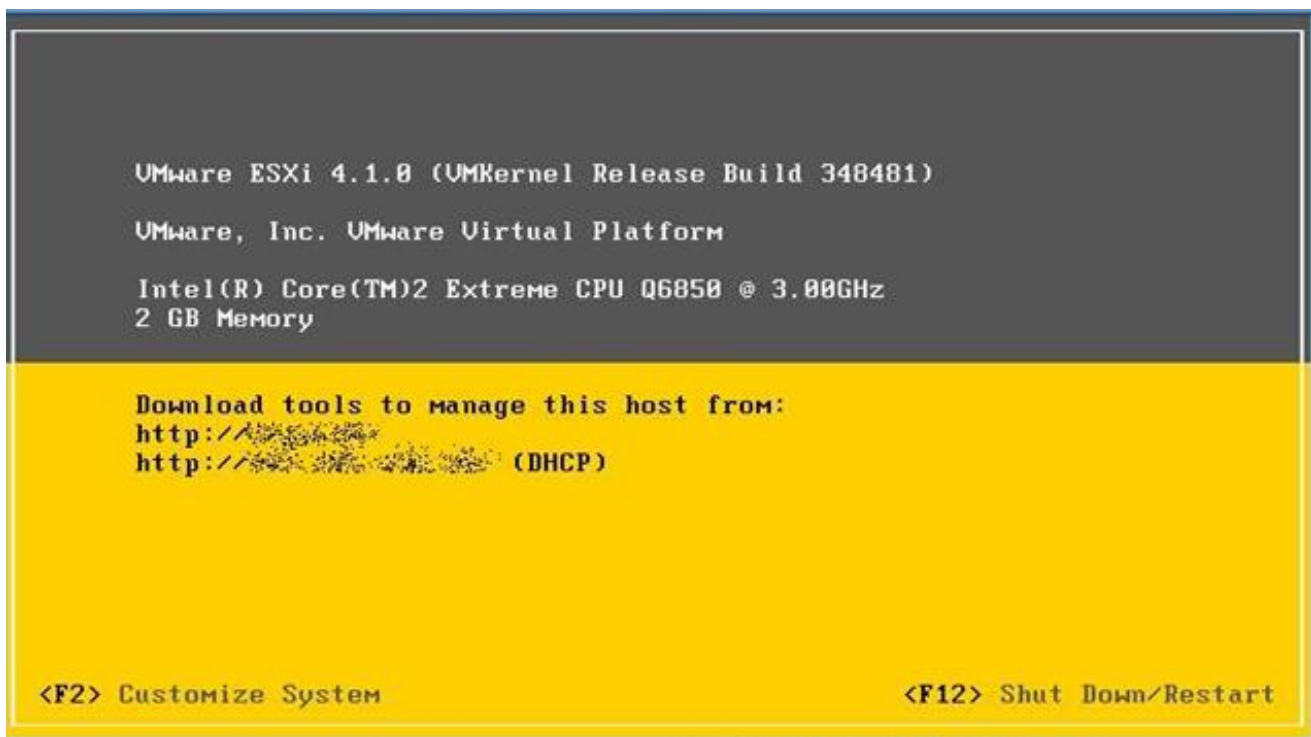 VMware ESXi 4.1.0 (VMKernel Release Build 348481)
VMware, Inc. VMware Virtual Platform
Intel(R) Core(TM)2 Extreme CPU Q6850 @ 3.00GHz
2 GB Memory
Download tools to manage this host from:
http://
http:// (DHCP)
<F2> Customize System
<F12> Shut Down/Restart